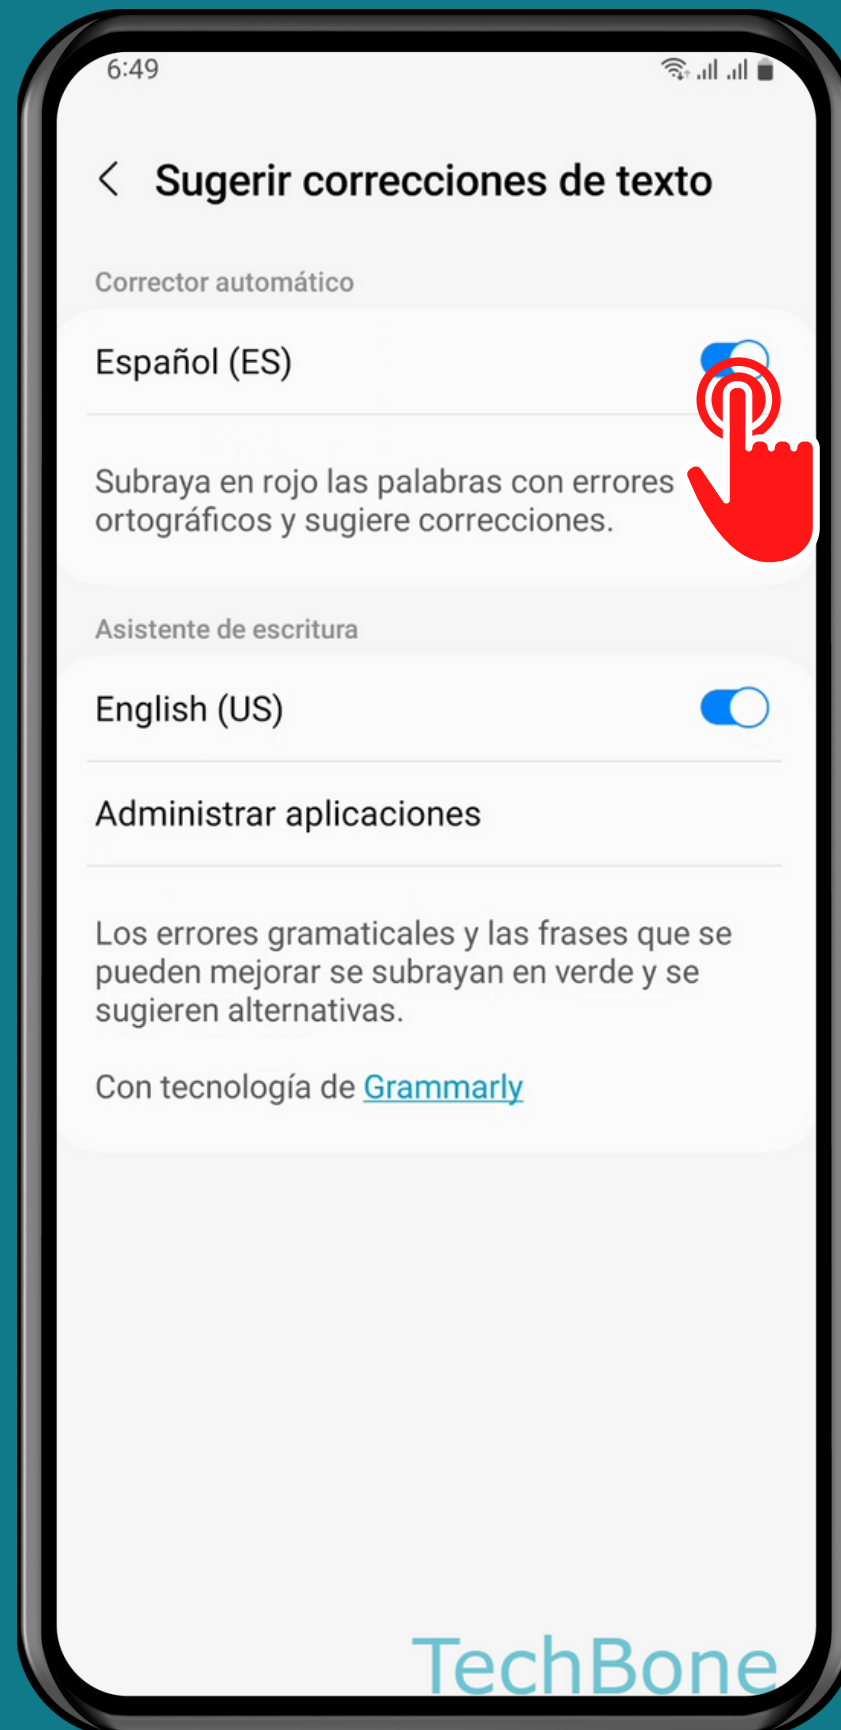 6:49
Sugerir correcciones de texto
Corrector automático
Español (ES)
Subraya en rojo las palabras con errores
ortográficos y sugiere correcciones.
Asistente de escritura
English (US)
Administrar aplicaciones
Los errores gramaticales y las frases que se
pueden mejorar se subrayan en verde y se
sugieren alternativas.
Con tecnología de Grammarly
TechBone